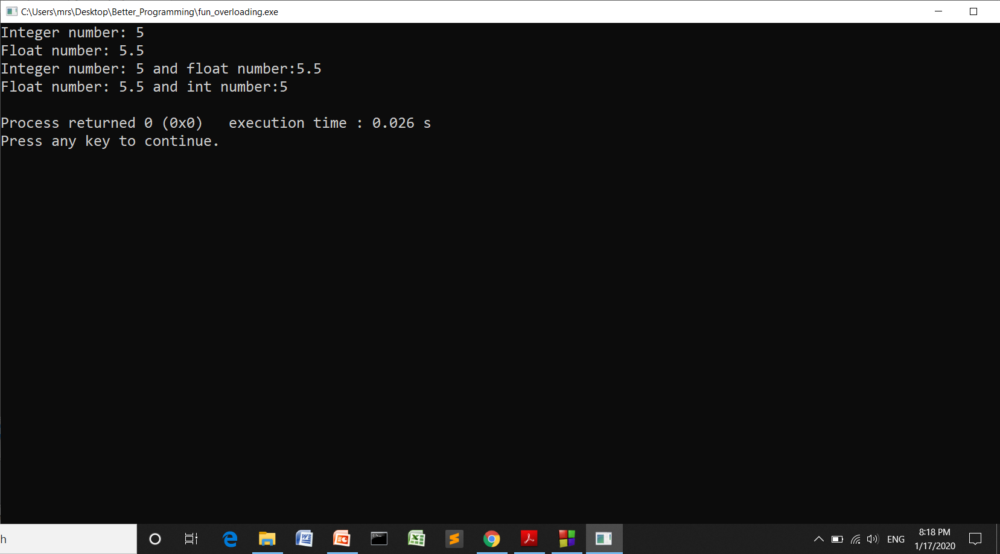 C:\Users\mrs\Desktop\Better_Programming\fun_overloading.exe
Integer number: 5
Float number: 5.5
Integer number: 5 and float number:5.5
Float number: 5.5 and int number:5
Process returned 0 (0x0)   execution time : 0.026 s
Press any key to continue.
h
ENG
8:18 PM
1/17/2020